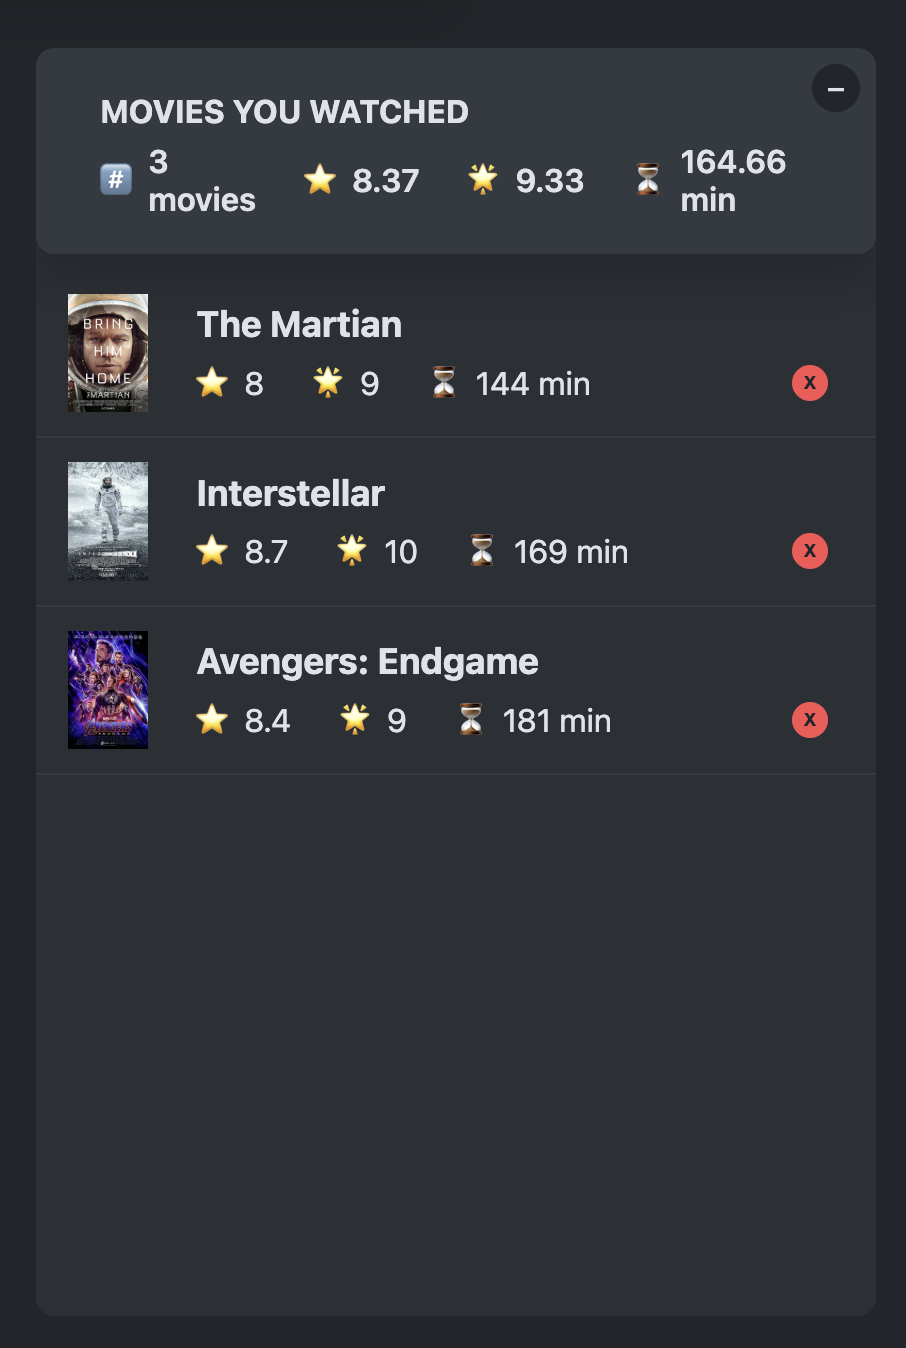 MOVIES YOU WATCHED
–
#️⃣ 3 movies ⭐️ 8.37 🌟 9.33 ⏳ 164.66 min
BRING
HIM
HOME
MARTIAN
The Martian
⭐️ 8 🌟 9 ⏳ 144 min X
INTERSTELLAR
Interstellar
⭐️ 8.7 🌟 10 ⏳ 169 min X
Avengers: Endgame
⭐️ 8.4 🌟 9 ⏳ 181 min X